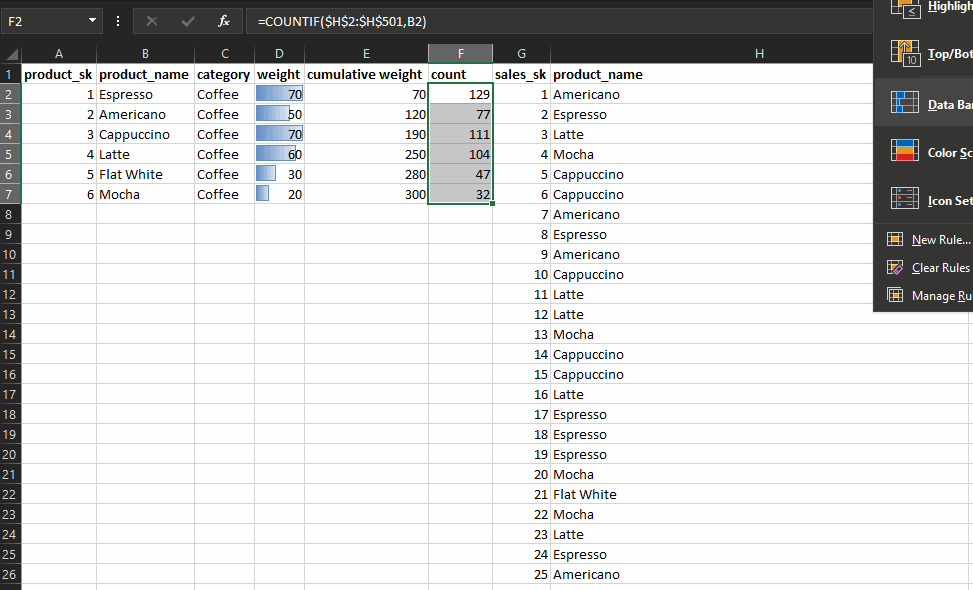 F2 fx =COUNTIF($H$2:$H$501,B2)
A B C D E F G H
1 product_sk product_name category weight cumulative weight count sales_sk product_name
2 1 Espresso Coffee 70 70 129 1 Americano
3 2 Americano Coffee 50 120 77 2 Espresso
4 3 Cappuccino Coffee 70 190 111 3 Latte
5 4 Latte Coffee 60 250 104 4 Mocha
6 5 Flat White Coffee 30 280 47 5 Cappuccino
7 6 Mocha Coffee 20 300 32 6 Cappuccino
8 7 Americano
9 8 Espresso
10 9 Americano
11 10 Cappuccino
12 11 Latte
13 12 Latte
14 13 Mocha
15 14 Cappuccino
16 15 Cappuccino
17 16 Latte
18 17 Espresso
19 18 Espresso
20 19 Espresso
21 20 Mocha
22 21 Flat White
23 22 Mocha
24 23 Latte
25 24 Espresso
26 25 Americano
Highligh
10 Top/Bot
Data Ba
Color Sc
Icon Set
New Rule...
Clear Rules
Manage Ru